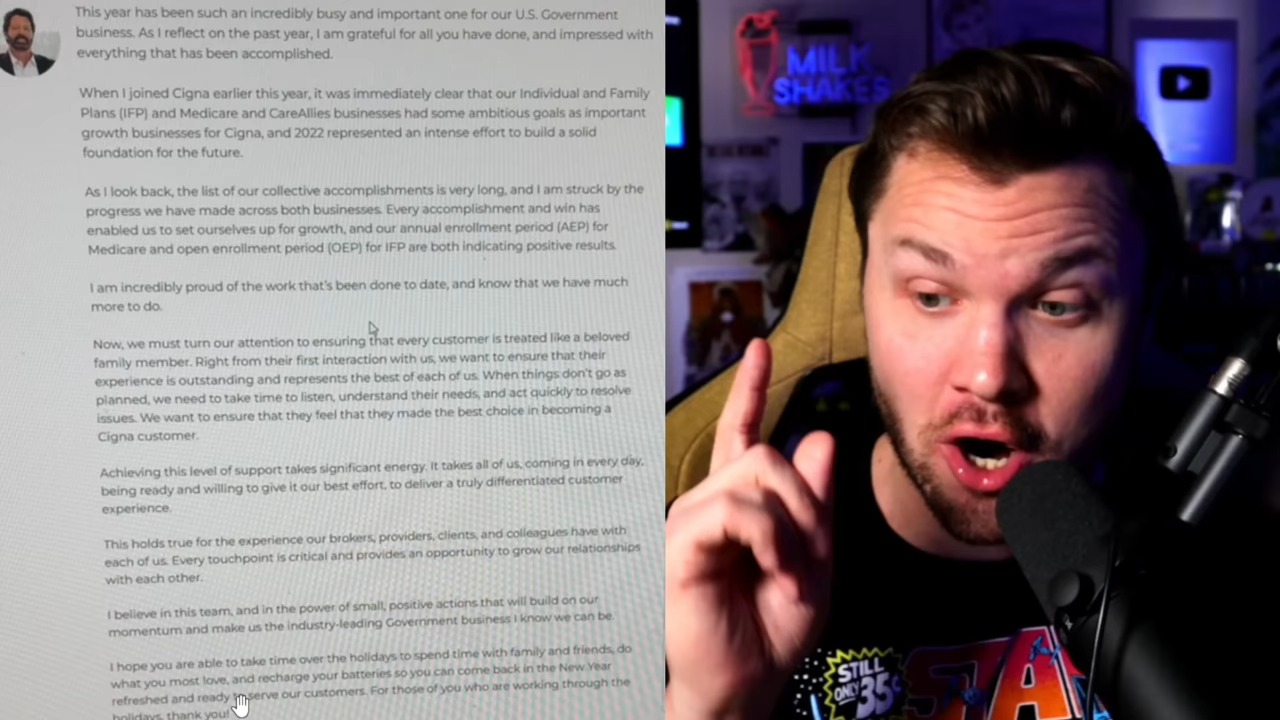 This year has been such an incredibly busy and important one for our U.S. Government
business. As I reflect on the past year, I am grateful for all you have done, and impressed with
everything that has been accomplished.
When I joined Cigna earlier this year, it was immediately clear that our Individual and Family
Plans (IFP) and Medicare and CareAllies businesses had some ambitious goals as important
growth businesses for Cigna, and 2022 represented an intense effort to build a solid
foundation for the future.
As I look back, the list of our collective accomplishments is very long, and I am struck by the
progress we have made across both businesses. Every accomplishment and win has
enabled us to set ourselves up for growth, and our annual enrollment period (AEP) for
Medicare and open enrollment period (OEP) for IFP are both indicating positive results.
I am incredibly proud of the work that's been done to date, and know that we have much
more to do.
Now, we must turn our attention to ensuring that every customer is treated like a beloved
family member. Right from their first interaction with us, we want to ensure that their
experience is outstanding and represents the best of each of us. When things don't go as
planned, we need to take time to listen, understand their needs, and act quickly to resolve
issues. We want to ensure that they feel that they made the best choice in becoming a
Cigna customer.
Achieving this level of support takes significant energy. It takes all of us, coming in every day,
being ready and willing to give it our best effort, to deliver a truly differentiated customer
experience.
This holds true for the experience our brokers, providers, clients, and colleagues have with
each of us. Every touchpoint is critical and provides an opportunity to grow our relationships
with each other.
I believe in this team, and in the power of small, positive actions that will build on our
momentum and make us the industry-leading Government business I know we can be.
I hope you are able to take time over the holidays to spend time with family and friends, do
what you most love, and recharge your batteries so you can come back in the New Year
refreshed and ready to serve our customers. For those of you who are working through the
holidays, thank you!
MILK
SHAKES
STILL
ONLY 35¢
STA